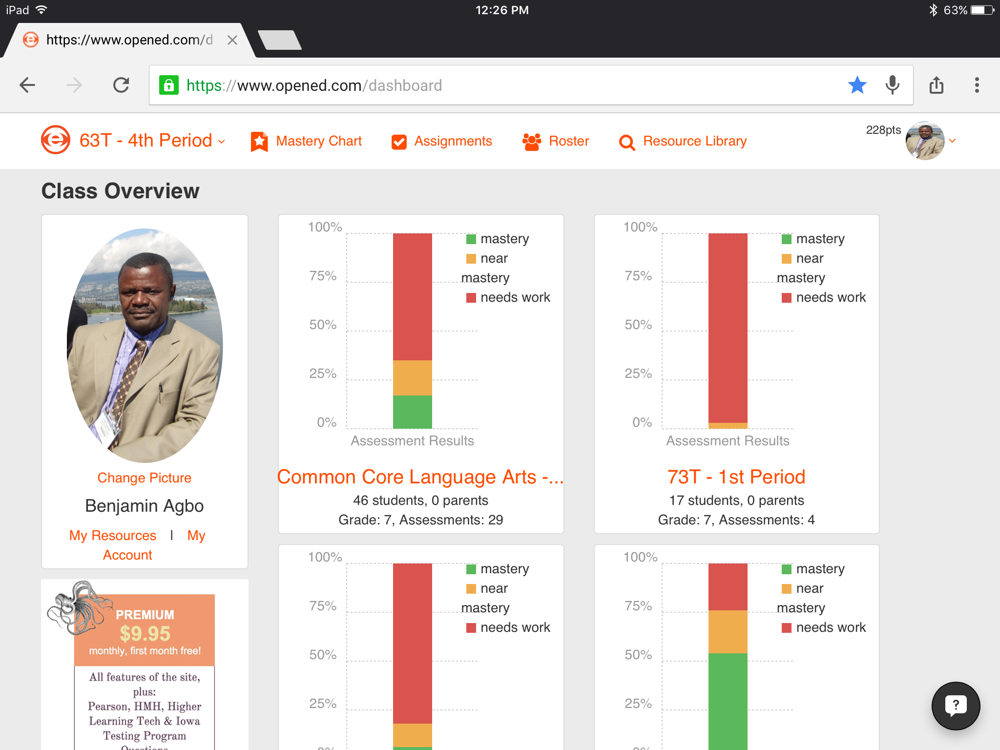 iPad
12:26 PM
63%
https://www.opened.com/d
https://www.opened.com/dashboard
63T - 4th Period
Mastery Chart
Assignments
Roster
Resource Library
228pts
Class Overview
Change Picture
Benjamin Agbo
My Resources | My
Account
PREMIUM
$9.95
monthly, first month free!
All features of the site,
plus:
Pearson, HMH, Higher
Learning Tech & Iowa
Testing Program
100%
75%
50%
25%
0%
mastery
near
mastery
needs work
Assessment Results
Common Core Language Arts -...
46 students, 0 parents
Grade: 7, Assessments: 29
100%
75%
50%
25%
0%
mastery
near
mastery
needs work
Assessment Results
73T - 1st Period
17 students, 0 parents
Grade: 7, Assessments: 4
100%
75%
50%
25%
mastery
near
mastery
needs work
100%
75%
50%
25%
mastery
near
mastery
needs work
?